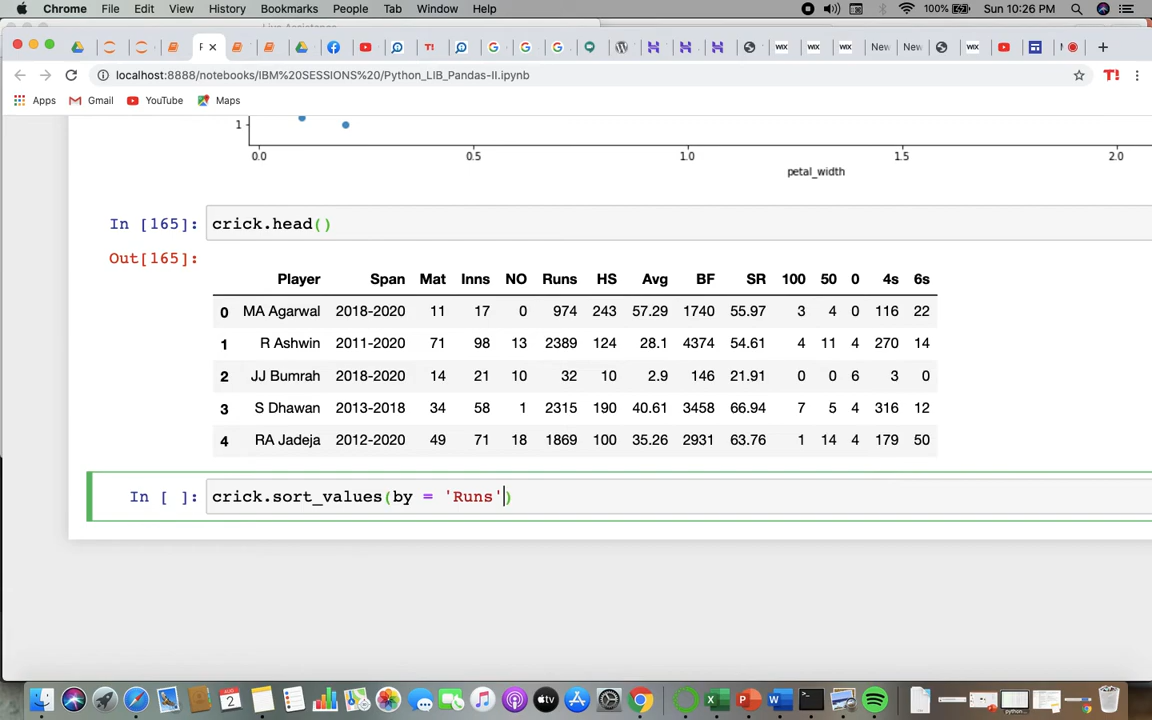 Chrome File Edit View History Bookmarks People Tab Window Help 100% Sun 10:26 PM
New New
localhost:8888/notebooks/IBM%20SESSIONS%20/Python_LIB_Pandas-II.ipynb
Apps Gmail YouTube Maps
1
0.0 0.5 1.0 1.5 2.0
petal_width
In [165]: crick.head()
Out[165]:
Player Span Mat Inns NO Runs HS Avg BF SR 100 50 0 4s 6s
0 MA Agarwal 2018-2020 11 17 0 974 243 57.29 1740 55.97 3 4 0 116 22
1 R Ashwin 2011-2020 71 98 13 2389 124 28.1 4374 54.61 4 11 4 270 14
2 JJ Bumrah 2018-2020 14 21 10 32 10 2.9 146 21.91 0 0 6 3 0
3 S Dhawan 2013-2018 34 58 1 2315 190 40.61 3458 66.94 7 5 4 316 12
4 RA Jadeja 2012-2020 49 71 18 1869 100 35.26 2931 63.76 1 14 4 179 50
In [ ]: crick.sort_values(by = 'Runs')